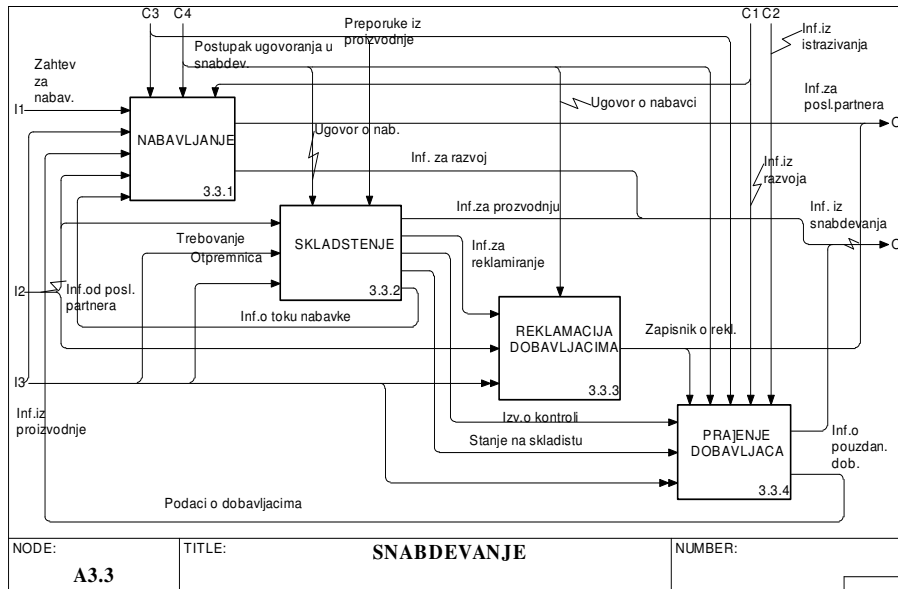 C3 C4
Preporuke iz
proizvodnje
C1 C2
Inf.iz
istrazivanja
Postupak ugovoranja u
snabdev.
Zahtev
za
nabav.
I1
Inf.za
posl.partnera
Ugovor o nabavci
NABAVLJANJE
3.3.1
Ugovor o nab.
Inf. za razvoj
Inf.iz
razvoja
Inf.za prozvodnju
Inf. iz
snabdevanja
Trebovanje
Otpremnica
SKLADSTENJE
3.3.2
Inf.za
reklamiranje
I2
Inf.od posl.
partnera
Inf.o toku nabavke
REKLAMACIJA
DOBAVLJACIMA
3.3.3
Zapisnik o rekl.
I3
Inf.iz
proizvodnje
Izv.o kontroli
Stanje na skladistu
PRA]ENJE
DOBAVLJACA
3.3.4
Inf.o
pouzdan.
dob.
Podaci o dobavljacima
NODE:
A3.3
TITLE:
SNABDEVANJE
NUMBER: